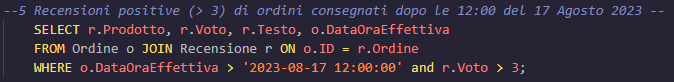 --5 Recensioni positive (> 3) di ordini consegnati dopo le 12:00 del 17 Agosto 2023 --
SELECT r.Prodotto, r.Voto, r.Testo, o.DataOraEffettiva
FROM Ordine o JOIN Recensione r ON o.ID = r.Ordine
WHERE o.DataOraEffettiva > '2023-08-17 12:00:00' and r.Voto > 3;